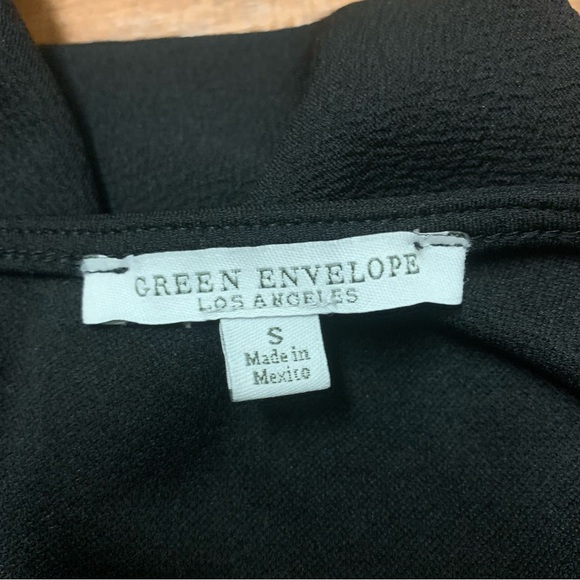 GREEN ENVELOPE
LOS ANGELES
S
Made in
Mexico